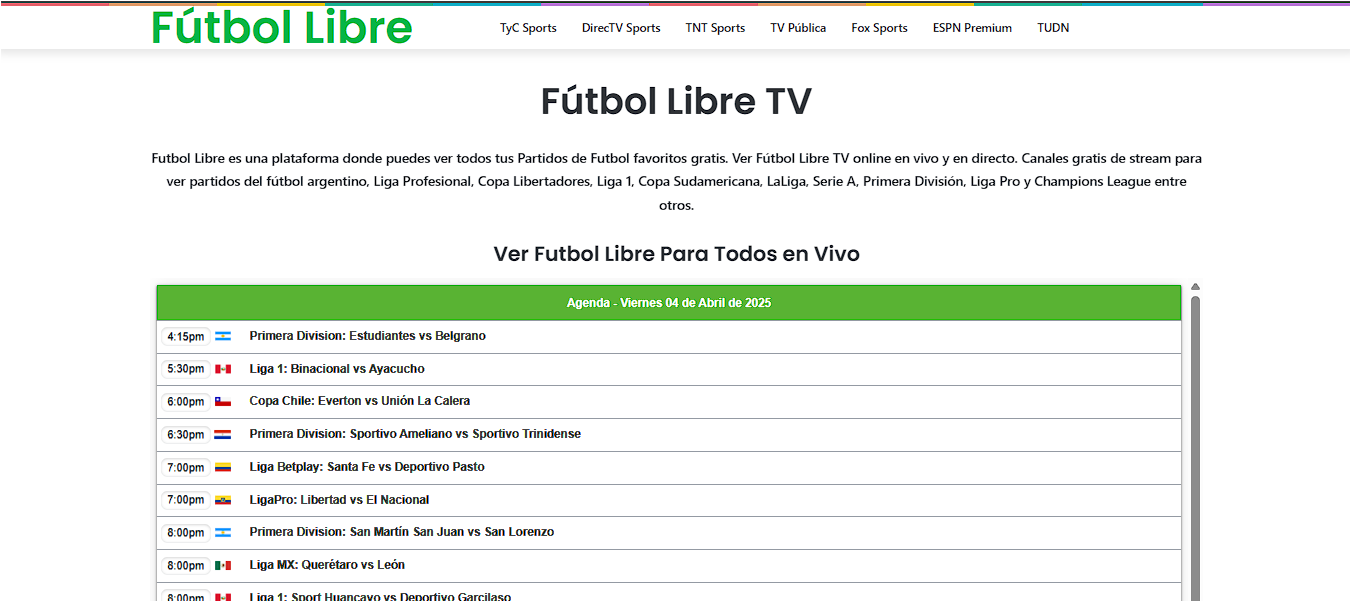 Fútbol Libre
TyC Sports DirecTV Sports TNT Sports TV Pública Fox Sports ESPN Premium TUDN
Fútbol Libre TV
Futbol Libre es una plataforma donde puedes ver todos tus Partidos de Futbol favoritos gratis. Ver Fútbol Libre TV online en vivo y en directo. Canales gratis de stream para
ver partidos del fútbol argentino, Liga Profesional, Copa Libertadores, Liga 1, Copa Sudamericana, LaLiga, Serie A, Primera División, Liga Pro y Champions League entre
otros.
Ver Futbol Libre Para Todos en Vivo
Agenda - Viernes 04 de Abril de 2025
4:15pm Primera Division: Estudiantes vs Belgrano
5:30pm Liga 1: Binacional vs Ayacucho
6:00pm Copa Chile: Everton vs Unión La Calera
6:30pm Primera Division: Sportivo Ameliano vs Sportivo Trinidense
7:00pm Liga Betplay: Santa Fe vs Deportivo Pasto
7:00pm LigaPro: Libertad vs El Nacional
8:00pm Primera Division: San Martín San Juan vs San Lorenzo
8:00pm Liga MX: Querétaro vs León
8:00pm Liga 1: Sport Huancayo vs Deportivo Garcilaso